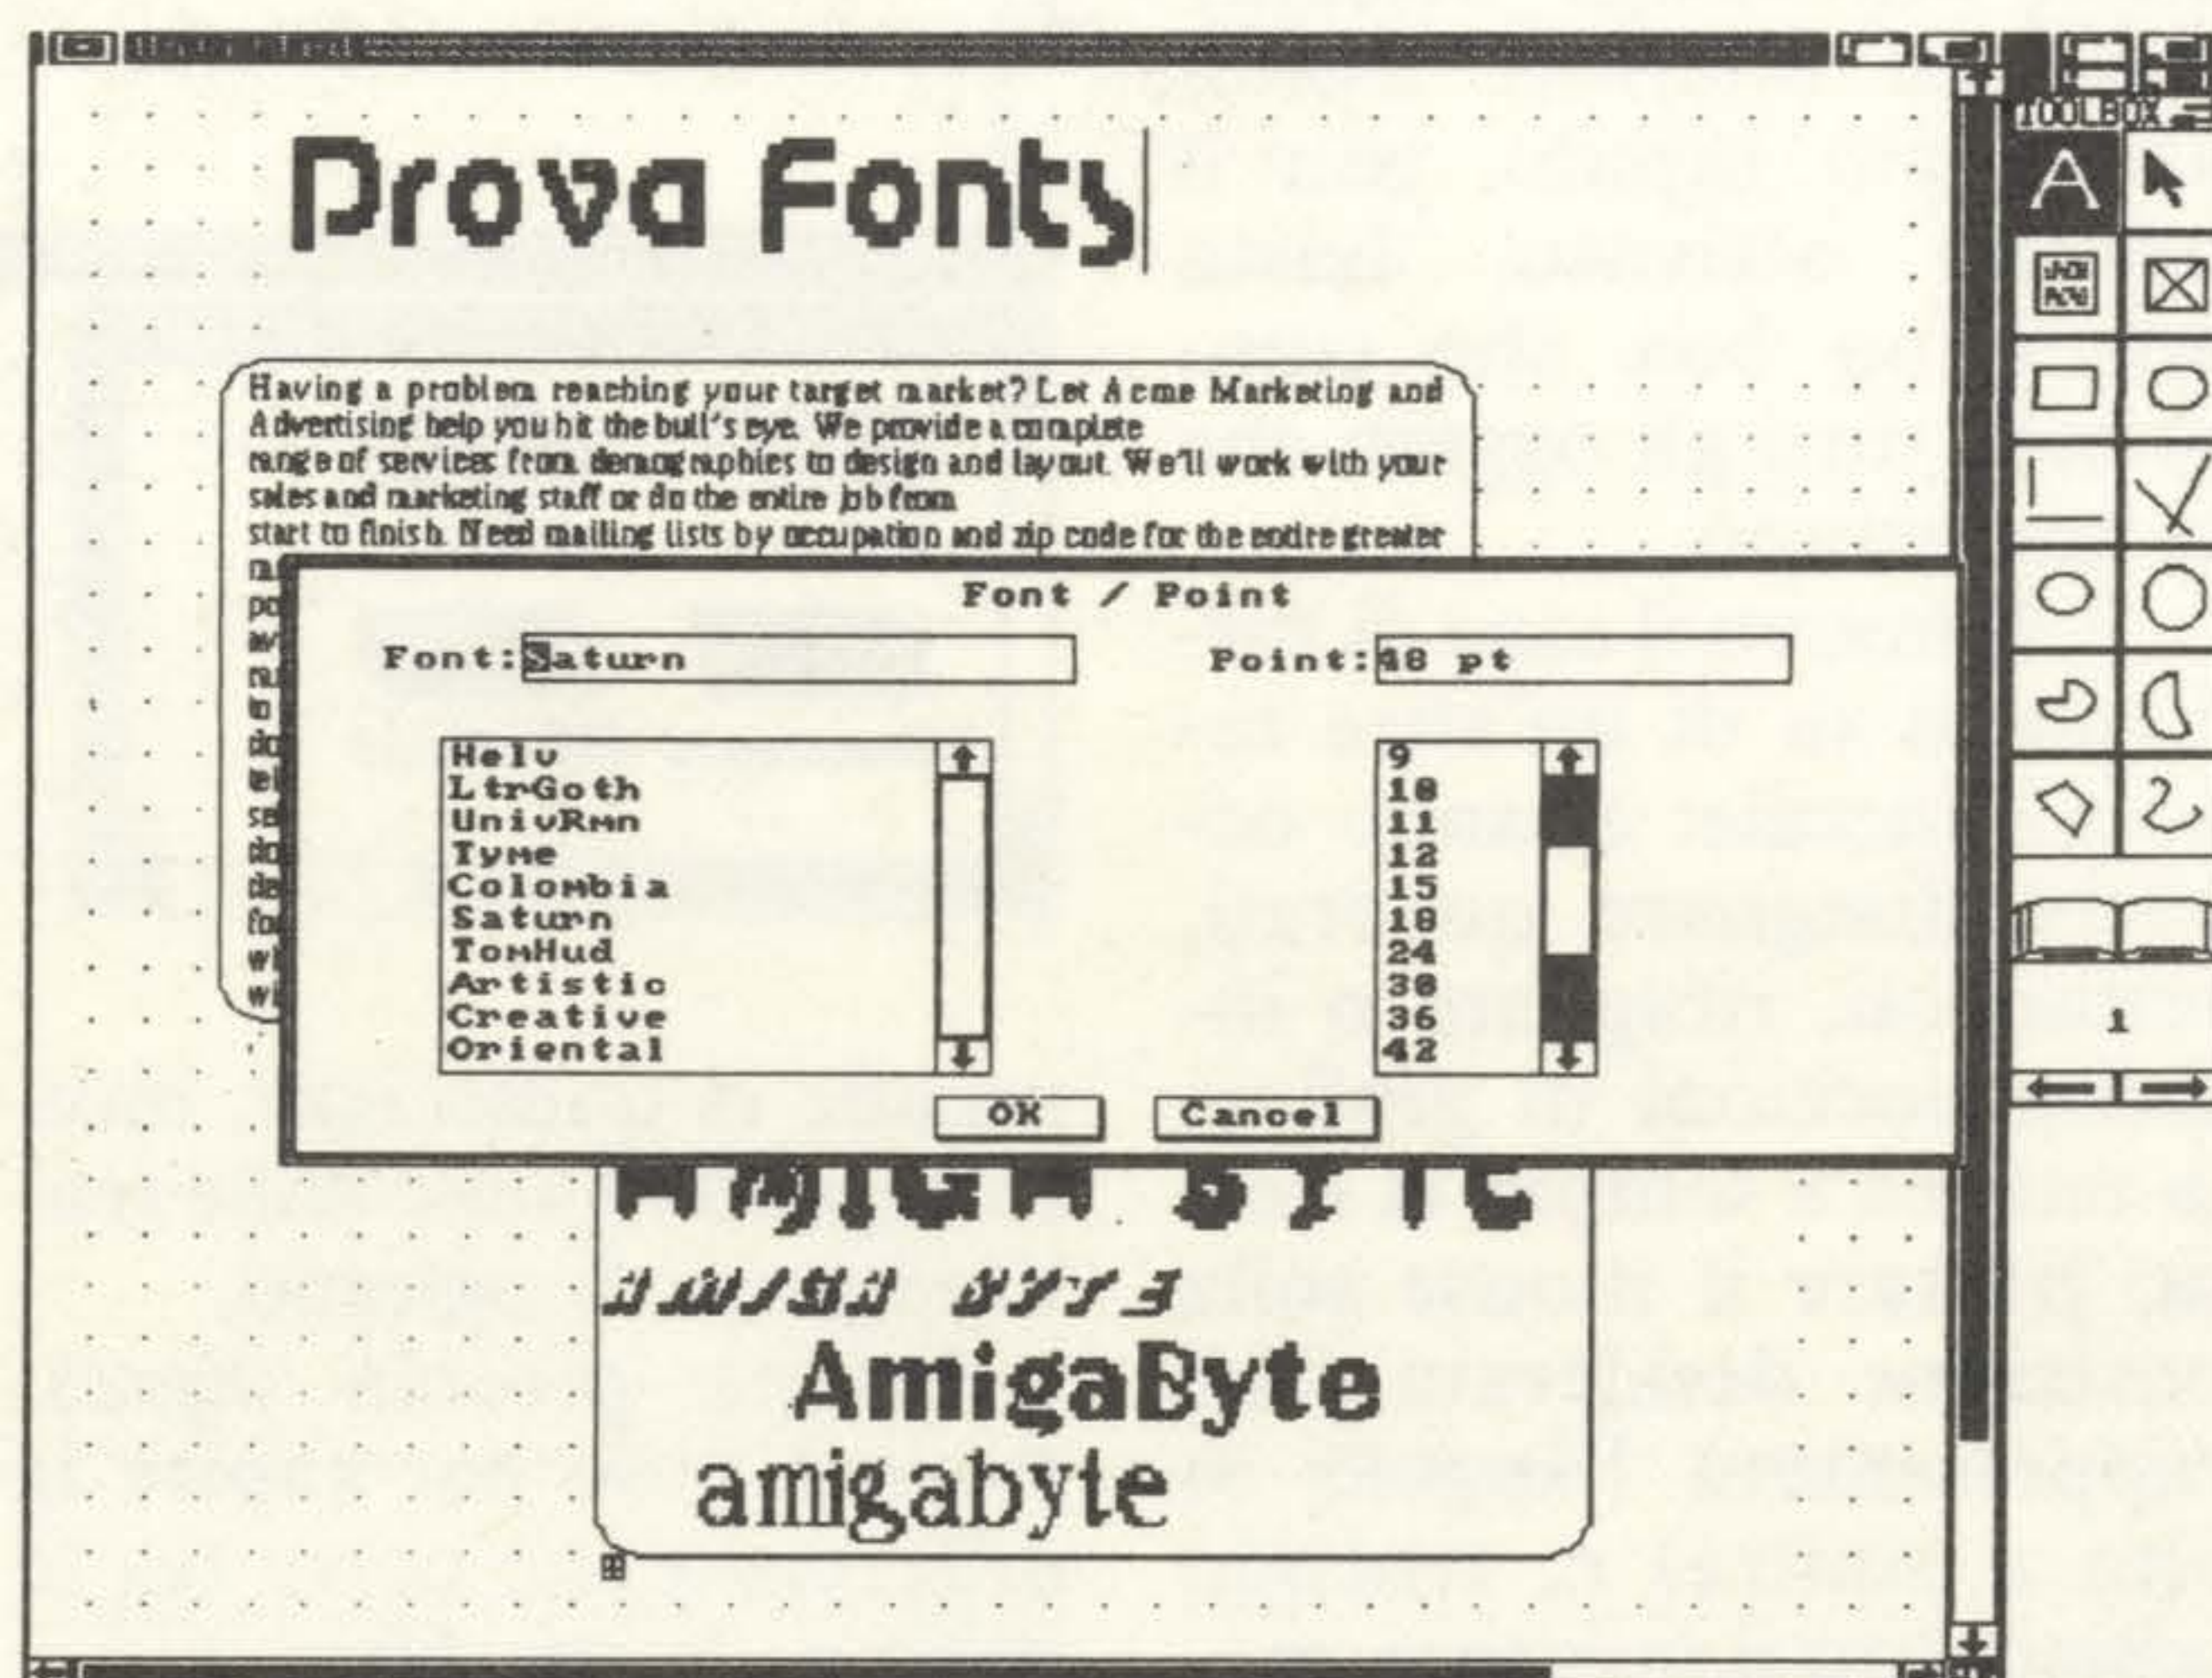 TOOLBOX
Prova Fonts
A
Having a problem reaching your target market? Let Acme Marketing and
Advertising help you hit the bull's eye. We provide a complete
range of services from demographics to design and layout. We'll work with your
sales and marketing staff or do the entire job from
start to finish. Need mailing lists by occupation and zip code for the entire greater
Font / Point
Font: Saturn
Point: 48 pt
Helv
LtrGoth
UnivRmn
Tyme
Colombia
Saturn
TomHud
Artistic
Creative
Oriental
9
10
11
12
15
18
24
30
36
42
OK
Cancel
1
AMIGA BYTE
AMIGA BYTE
AmigaByte
amigabyte